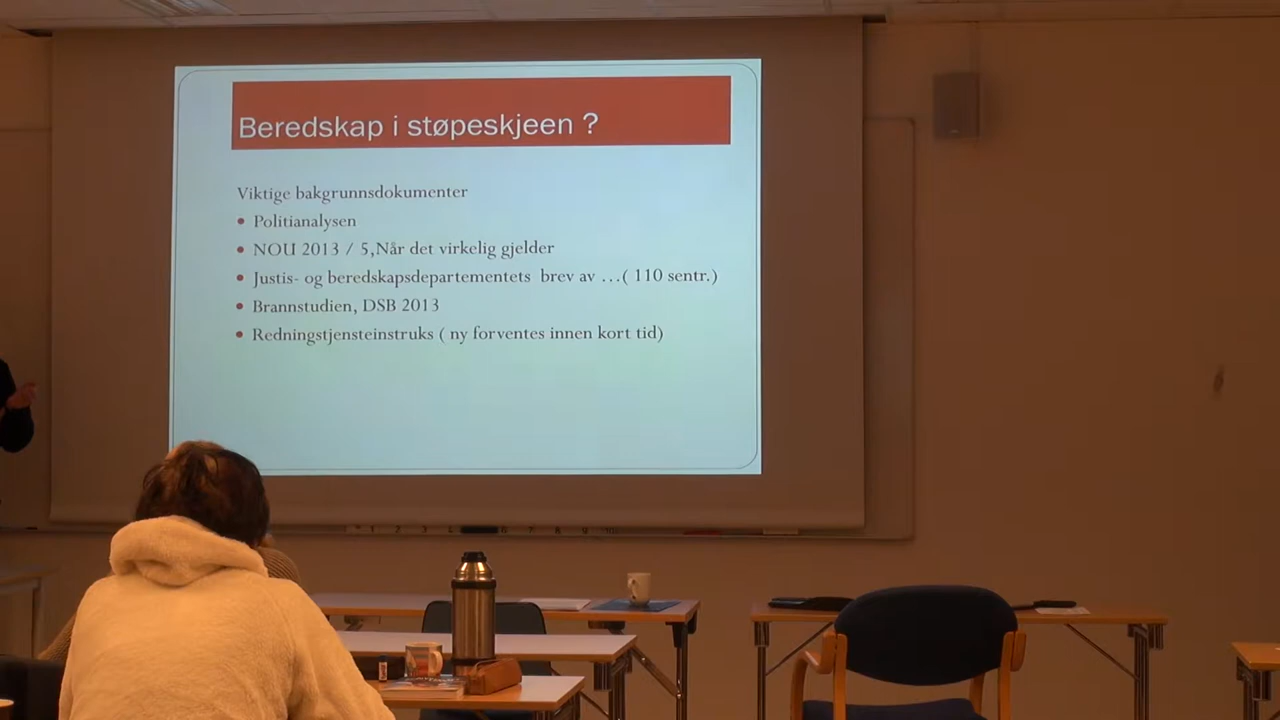 Beredskap i støpeskjeen ?
Viktige bakgrunnsdokumenter
• Politianalysen
• NOU 2013 / 5,Når det virkelig gjelder
• Justis- og beredskapsdepartementets brev av ...( 110 sentr.)
• Brannstudien, DSB 2013
• Redningstjensteinstruks ( ny forventes innen kort tid)